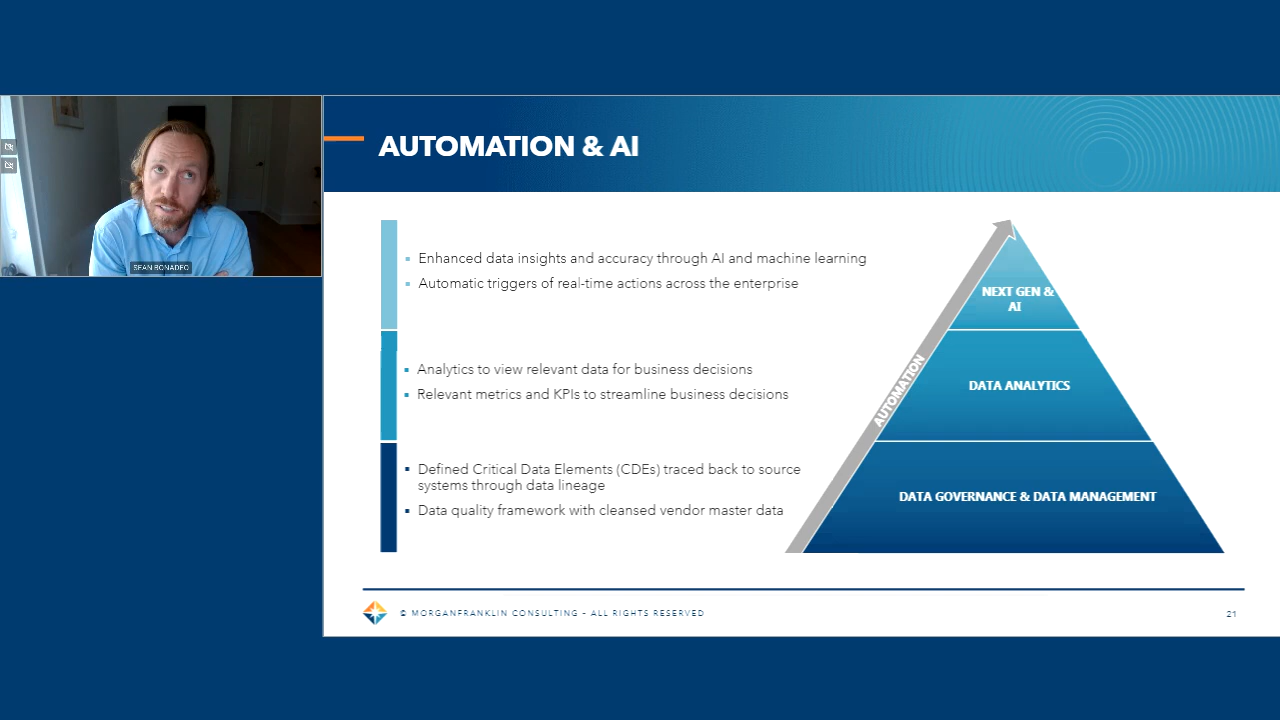 SEAN BONADEO
AUTOMATION & AI
Enhanced data insights and accuracy through AI and machine learning
Automatic triggers of real-time actions across the enterprise
Analytics to view relevant data for business decisions
Relevant metrics and KPIs to streamline business decisions
Defined Critical Data Elements (CDEs) traced back to source
systems through data lineage
Data quality framework with cleansed vendor master data
AUTOMATION
NEXT GEN &
AI
DATA ANALYTICS
DATA GOVERNANCE & DATA MANAGEMENT
© MORGANFRANKLIN CONSULTING - ALL RIGHTS RESERVED
21